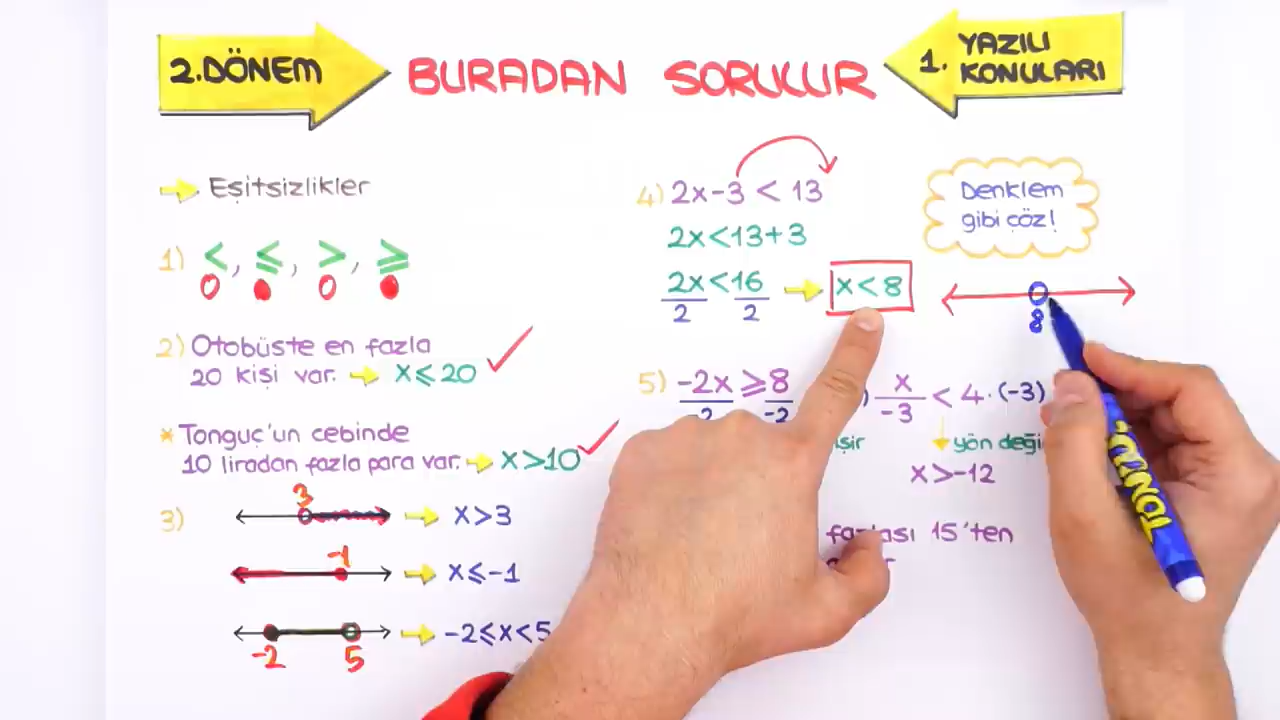 2.DÖNEM
BURADAN SORULUR
1. YAZILI
KONULARI
Eşitsizlikler
1) <, ≤, >, ≥
2) Otobüste en fazla
20 kişi var. x≤20
* Tonguç'un cebinde
10 liradan fazla para var. x>10
3)
3
x>3
-1
x≤-1
-2≤x<5
-2 5
4) 2x-3 < 13
2x<13+3
2x<16
2 2
x<8
Denklem
gibi çöz!
8
5) -2x≥8
-2 -2
x
-3
< 4.(-3)
yön deği
x>-12
15'ten
TONGUÇ